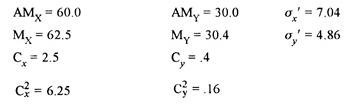 AM_X = 60.0 AM_Y = 30.0 σ_x′ = 7.04
M_X = 62.5 M_Y = 30.4 σ_y′ = 4.86
C_x = 2.5 C_y = .4
C_x^2 = 6.25 C_y^2 = .16